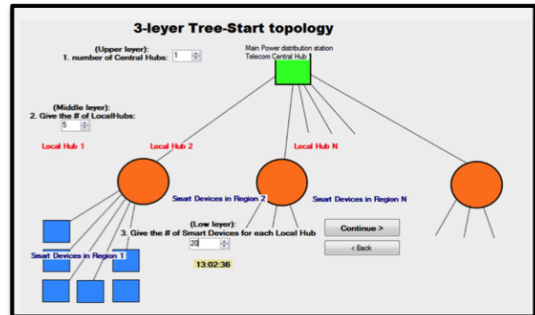 3-leyer Tree-Start topology
(Upper leyer):
1. number of Central Hubs: 1
Main Power distribution station
Telecom Central Hub
(Middle leyer):
2. Give the # of LocalHubs:
5
Local Hub 1
Local Hub 2
Local Hub N
Smart Devices in Region 2
Smart Devices in Region N
(Low leyer):
3. Give the # of Smart Devices for each Local Hub
20
Continue >
< Back
Smart Devices in Region 1
13:02:36